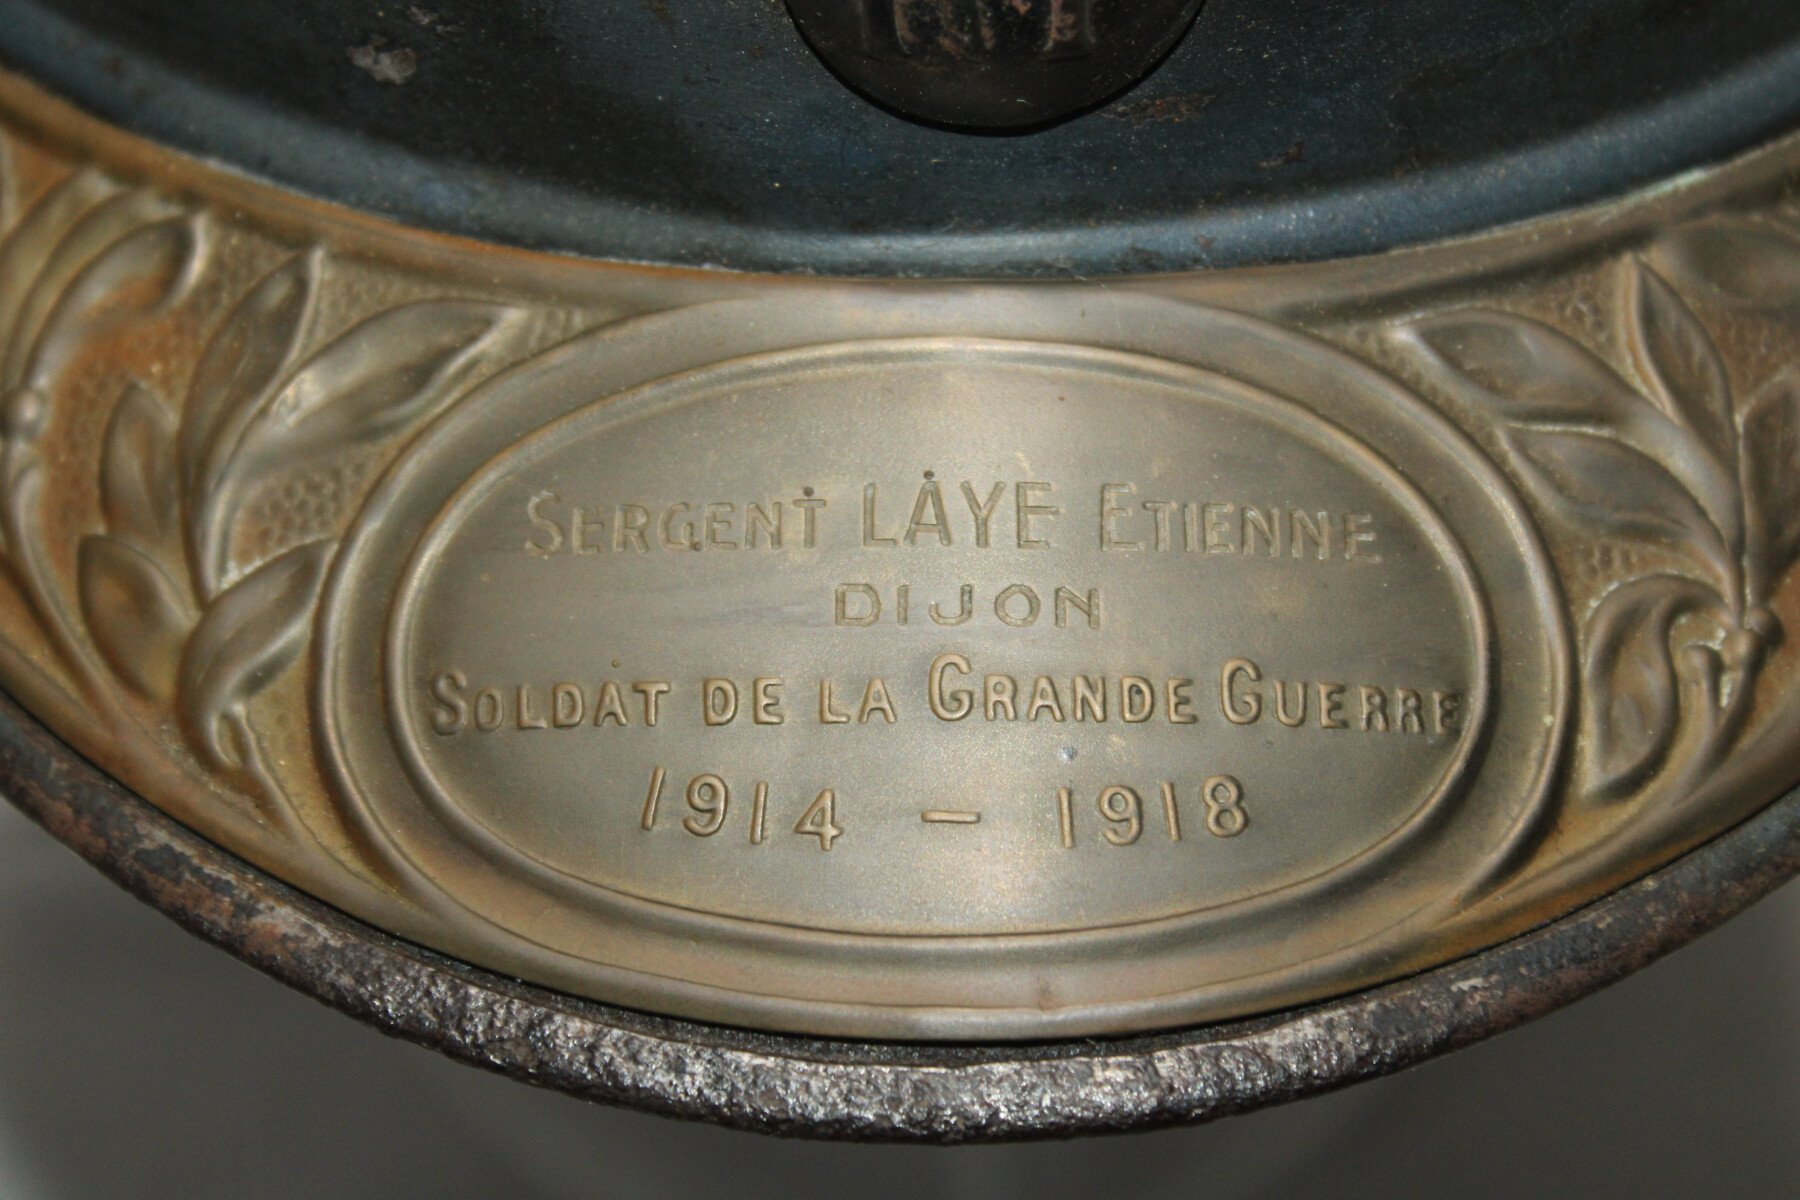 SERGENT LAYE ETIENNE
DIJON
SOLDAT DE LA GRANDE GUERRE
1914 - 1918